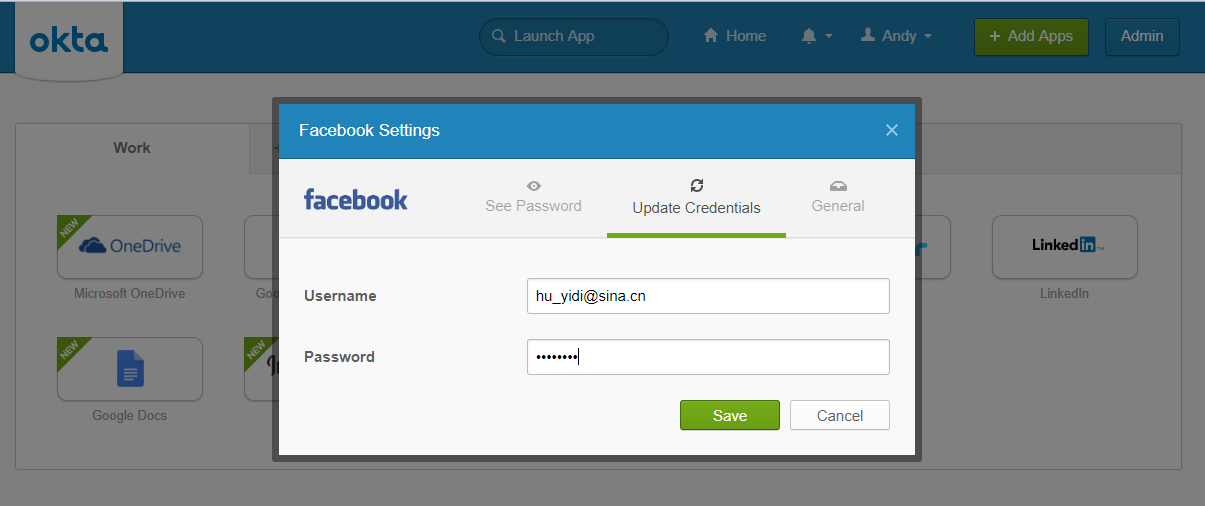 okta
Launch App
Home
Andy
+ Add Apps
Admin
Work
Facebook Settings
facebook
See Password
Update Credentials
General
NEW
OneDrive
Microsoft OneDrive
LinkedIn
LinkedIn
Username
hu_yidi@sina.cn
Password
••••••••
NEW
Google Docs
NEW
Save
Cancel